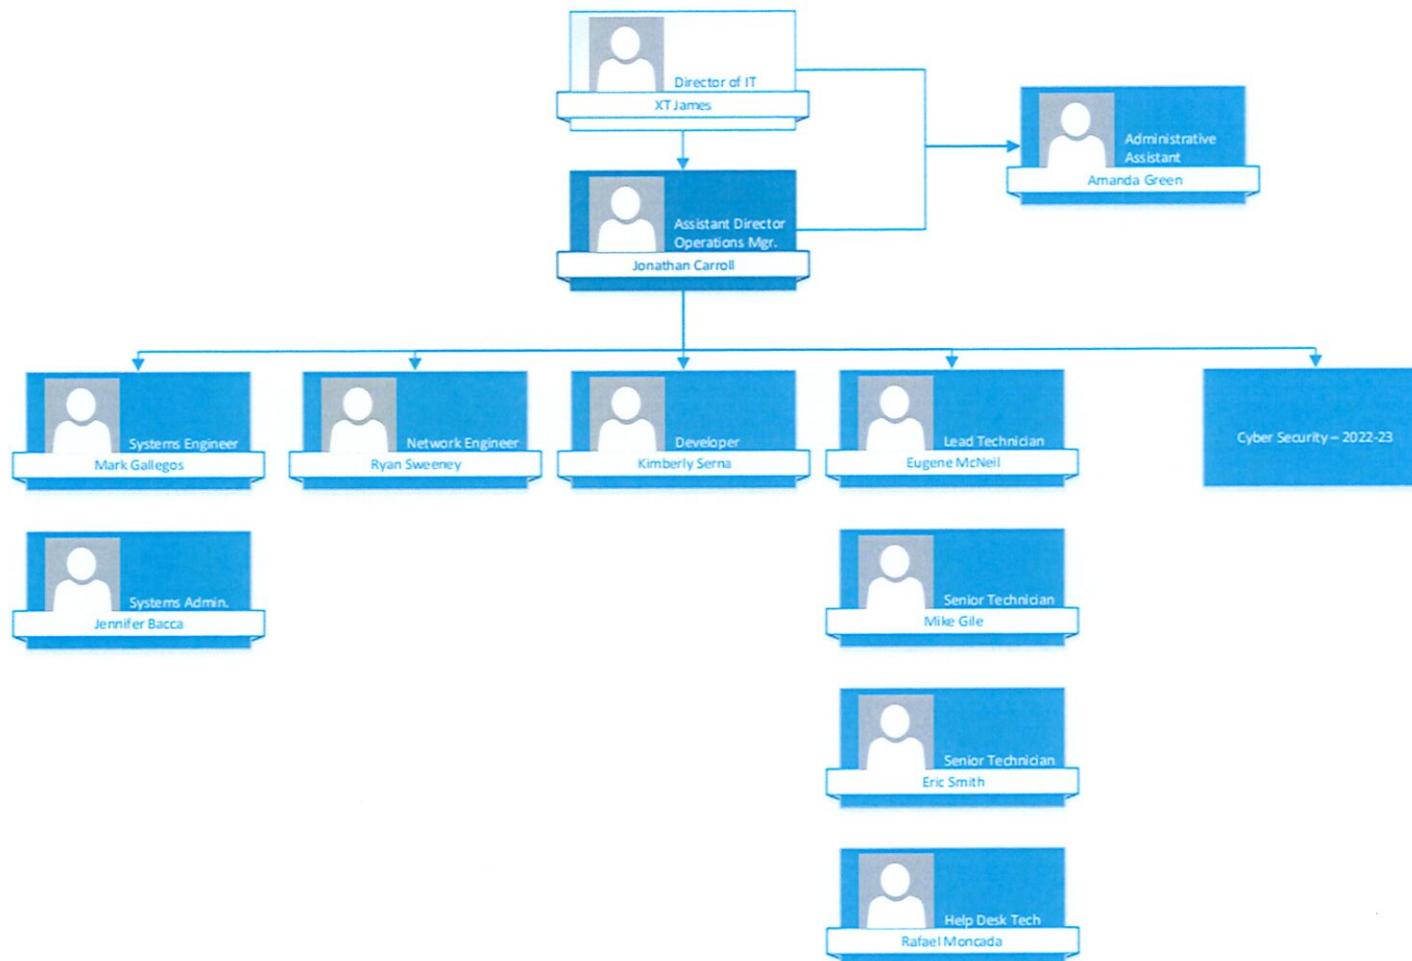 Director of IT
XT James
Administrative
Assistant
Amanda Green
Assistant Director
Operations Mgr.
Jonathan Carroll
Systems Engineer
Mark Gallegos
Network Engineer
Ryan Sweeney
Developer
Kimberly Serna
Lead Technician
Eugene McNeil
Cyber Security – 2022-23
Systems Admin.
Jennifer Bacca
Senior Technician
Mike Gile
Senior Technician
Eric Smith
Help Desk Tech
Rafael Moncada